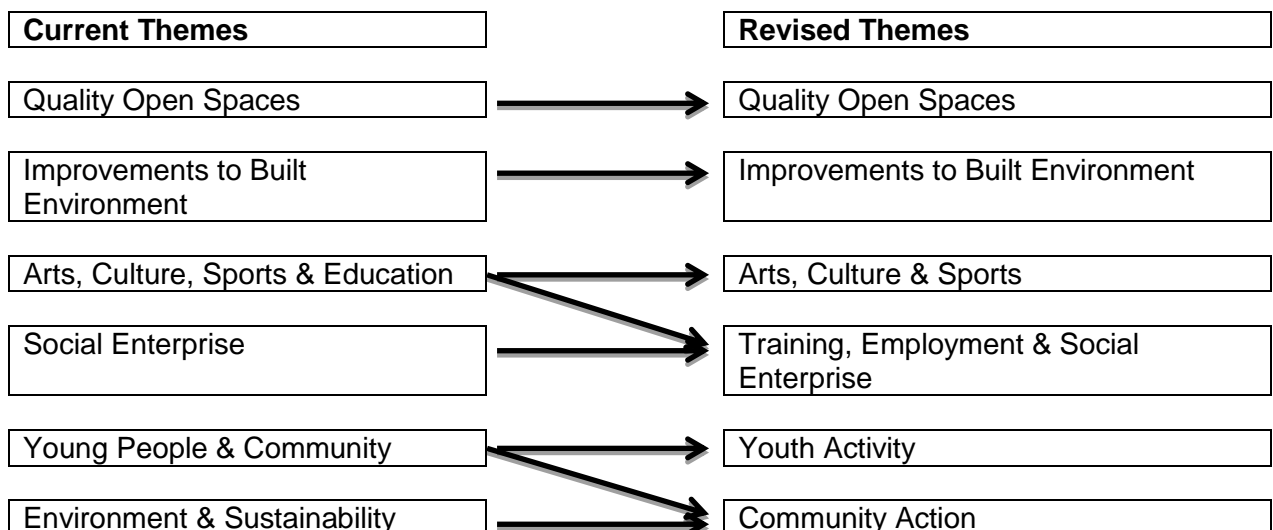 Current Themes
Revised Themes
Quality Open Spaces
Quality Open Spaces
Improvements to Built
Environment
Improvements to Built Environment
Arts, Culture, Sports & Education
Arts, Culture & Sports
Social Enterprise
Training, Employment & Social
Enterprise
Young People & Community
Youth Activity
Environment & Sustainability
Community Action